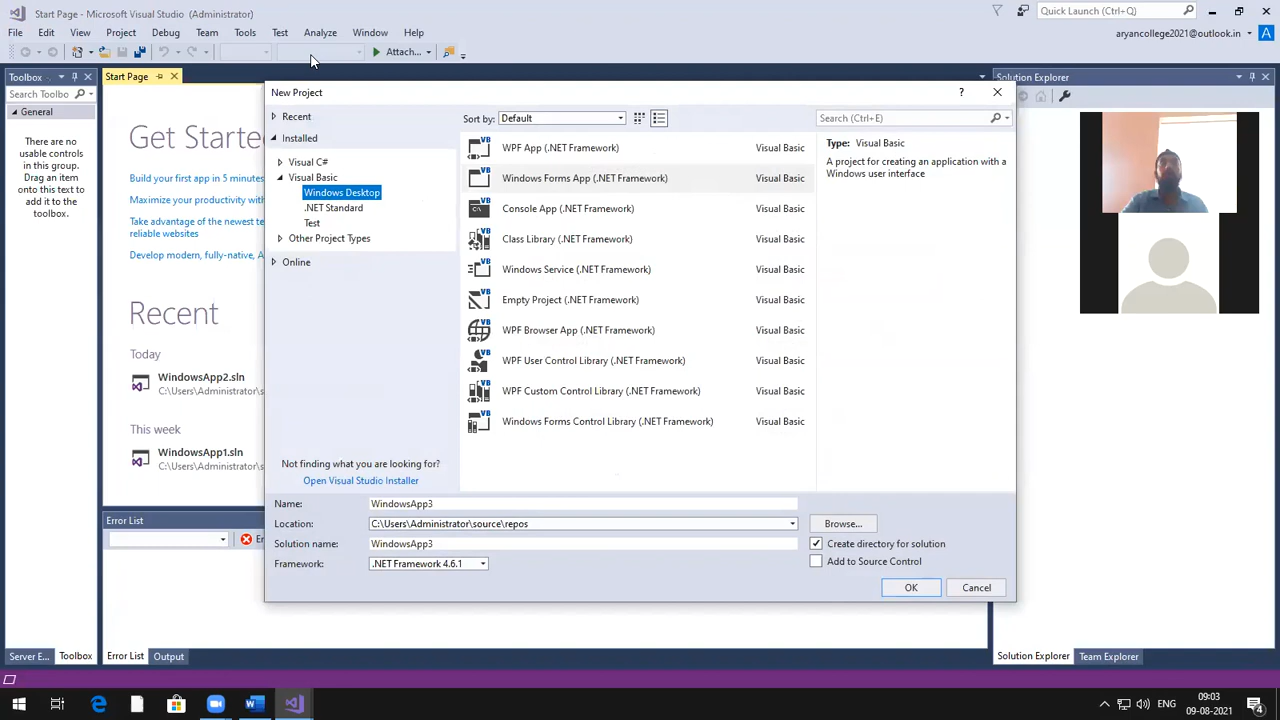 Start Page - Microsoft Visual Studio (Administrator)
Quick Launch (Ctrl+Q)
File Edit View Project Debug Team Tools Test Analyze Window Help
aryancollege2021@outlook.in
A
Attach...
Toolbox
Start Page
Solution Explorer
Search Toolbo
General
There are no
usable controls
in this group.
Drag an item
onto this text to
add it to the
toolbox.
Get Started
Build your first app in 5 minutes
Maximize your productivity with
Take advantage of the newest te
reliable websites
Develop modern, fully-native, A
Recent
Today
WindowsApp2.sln
C:\Users\Administrator\s
This week
WindowsApp1.sln
C:\Users\Administrator\s
New Project
?
Recent
Installed
Visual C#
Visual Basic
Windows Desktop
.NET Standard
Test
Other Project Types
Online
Not finding what you are looking for?
Open Visual Studio Installer
Sort by: Default
Search (Ctrl+E)
WPF App (.NET Framework) Visual Basic
Windows Forms App (.NET Framework) Visual Basic
Console App (.NET Framework) Visual Basic
Class Library (.NET Framework) Visual Basic
Windows Service (.NET Framework) Visual Basic
Empty Project (.NET Framework) Visual Basic
WPF Browser App (.NET Framework) Visual Basic
WPF User Control Library (.NET Framework) Visual Basic
WPF Custom Control Library (.NET Framework) Visual Basic
Windows Forms Control Library (.NET Framework) Visual Basic
Type: Visual Basic
A project for creating an application with a
Windows user interface
Name: WindowsApp3
Location: C:\Users\Administrator\source\repos
Browse...
Solution name: WindowsApp3
Create directory for solution
Framework: .NET Framework 4.6.1
Add to Source Control
OK Cancel
Error List
Server E... Toolbox Error List Output
Solution Explorer Team Explorer
ENG
09:03
09-08-2021
4